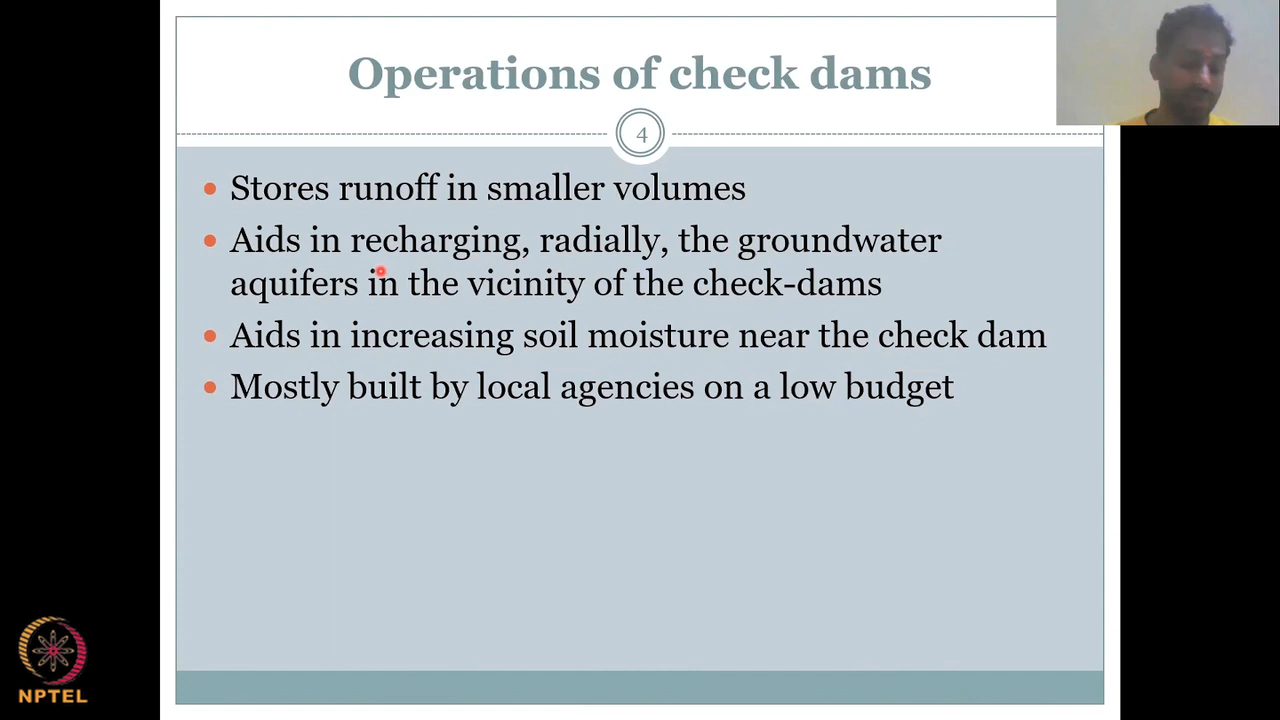 Operations of check dams
4
Stores runoff in smaller volumes
Aids in recharging, radially, the groundwater
aquifers in the vicinity of the check-dams
Aids in increasing soil moisture near the check dam
Mostly built by local agencies on a low budget
NPTEL